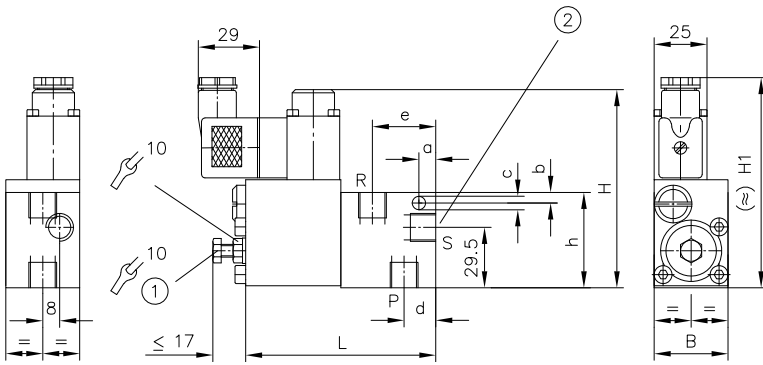 29
2
25
10
e
a
c
b
H
(≈) H1
R
S
h
29.5
10
1
P
d
8
= =
≤ 17
L
= =
B